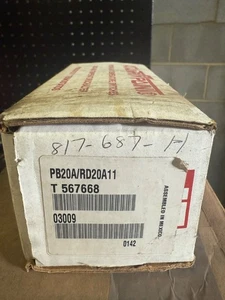 817-687-H
PB20A/RD20A11
T 567668
03009
0142
ASSEMBLED IN MEXICO